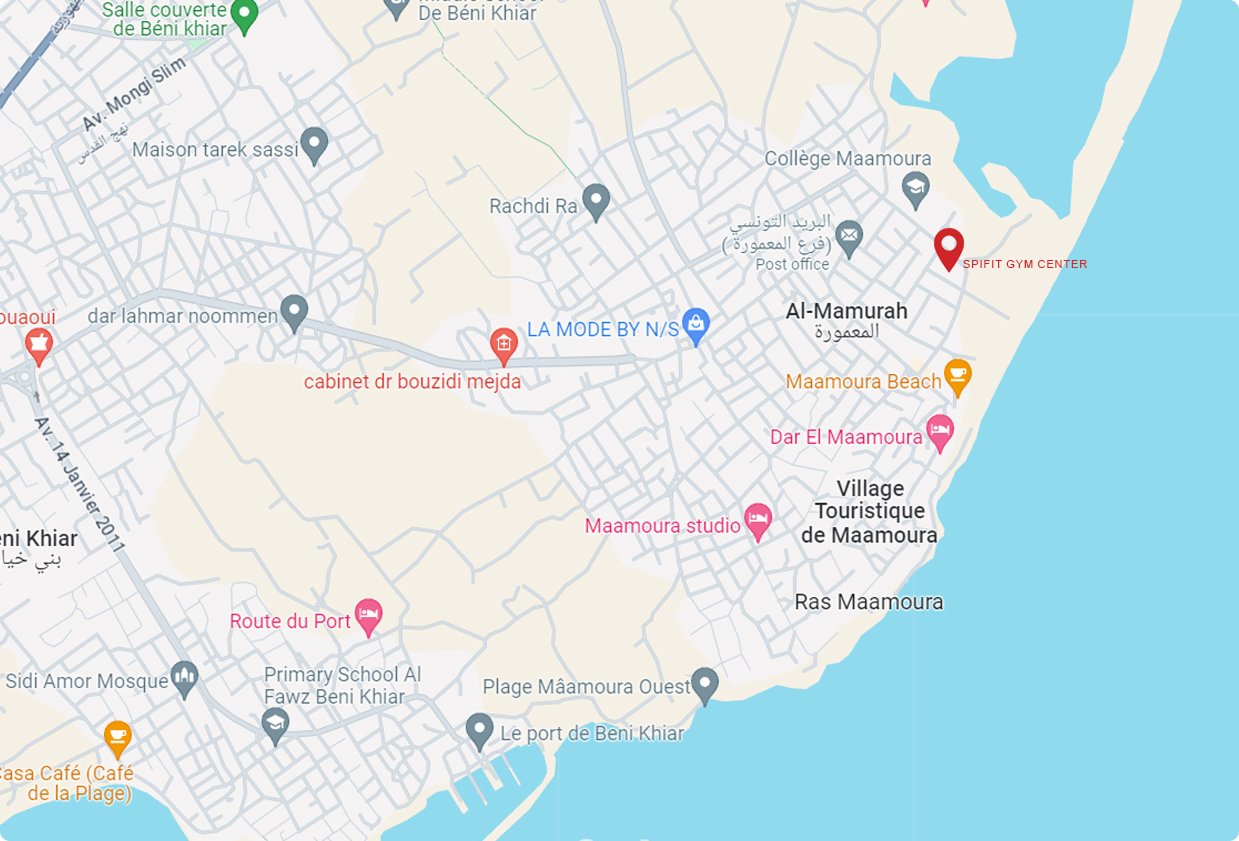 Salle couverte
de Béni khiar
De Béni Khiar
Av. Mongi Slim
نهج القدس
Maison tarek sassi
Collège Maamoura
Rachdi Ra
البريد التونسي
(فرع المعمورة )
Post office
SPIFIT GYM CENTER
ouaoui
dar lahmar noommen
Al-Mamurah
المعمورة
LA MODE BY N/S
cabinet dr bouzidi mejda
Maamoura Beach
Av. 14 Janvier 2011
Dar El Maamoura
Village
Touristique
de Maamoura
Maamoura studio
eni Khiar
بني خيا
Ras Maamoura
Route du Port
Sidi Amor Mosque
Primary School Al
Fawz Beni Khiar
Plage Mâamoura Ouest
Le port de Beni Khiar
Casa Café (Café
de la Plage)